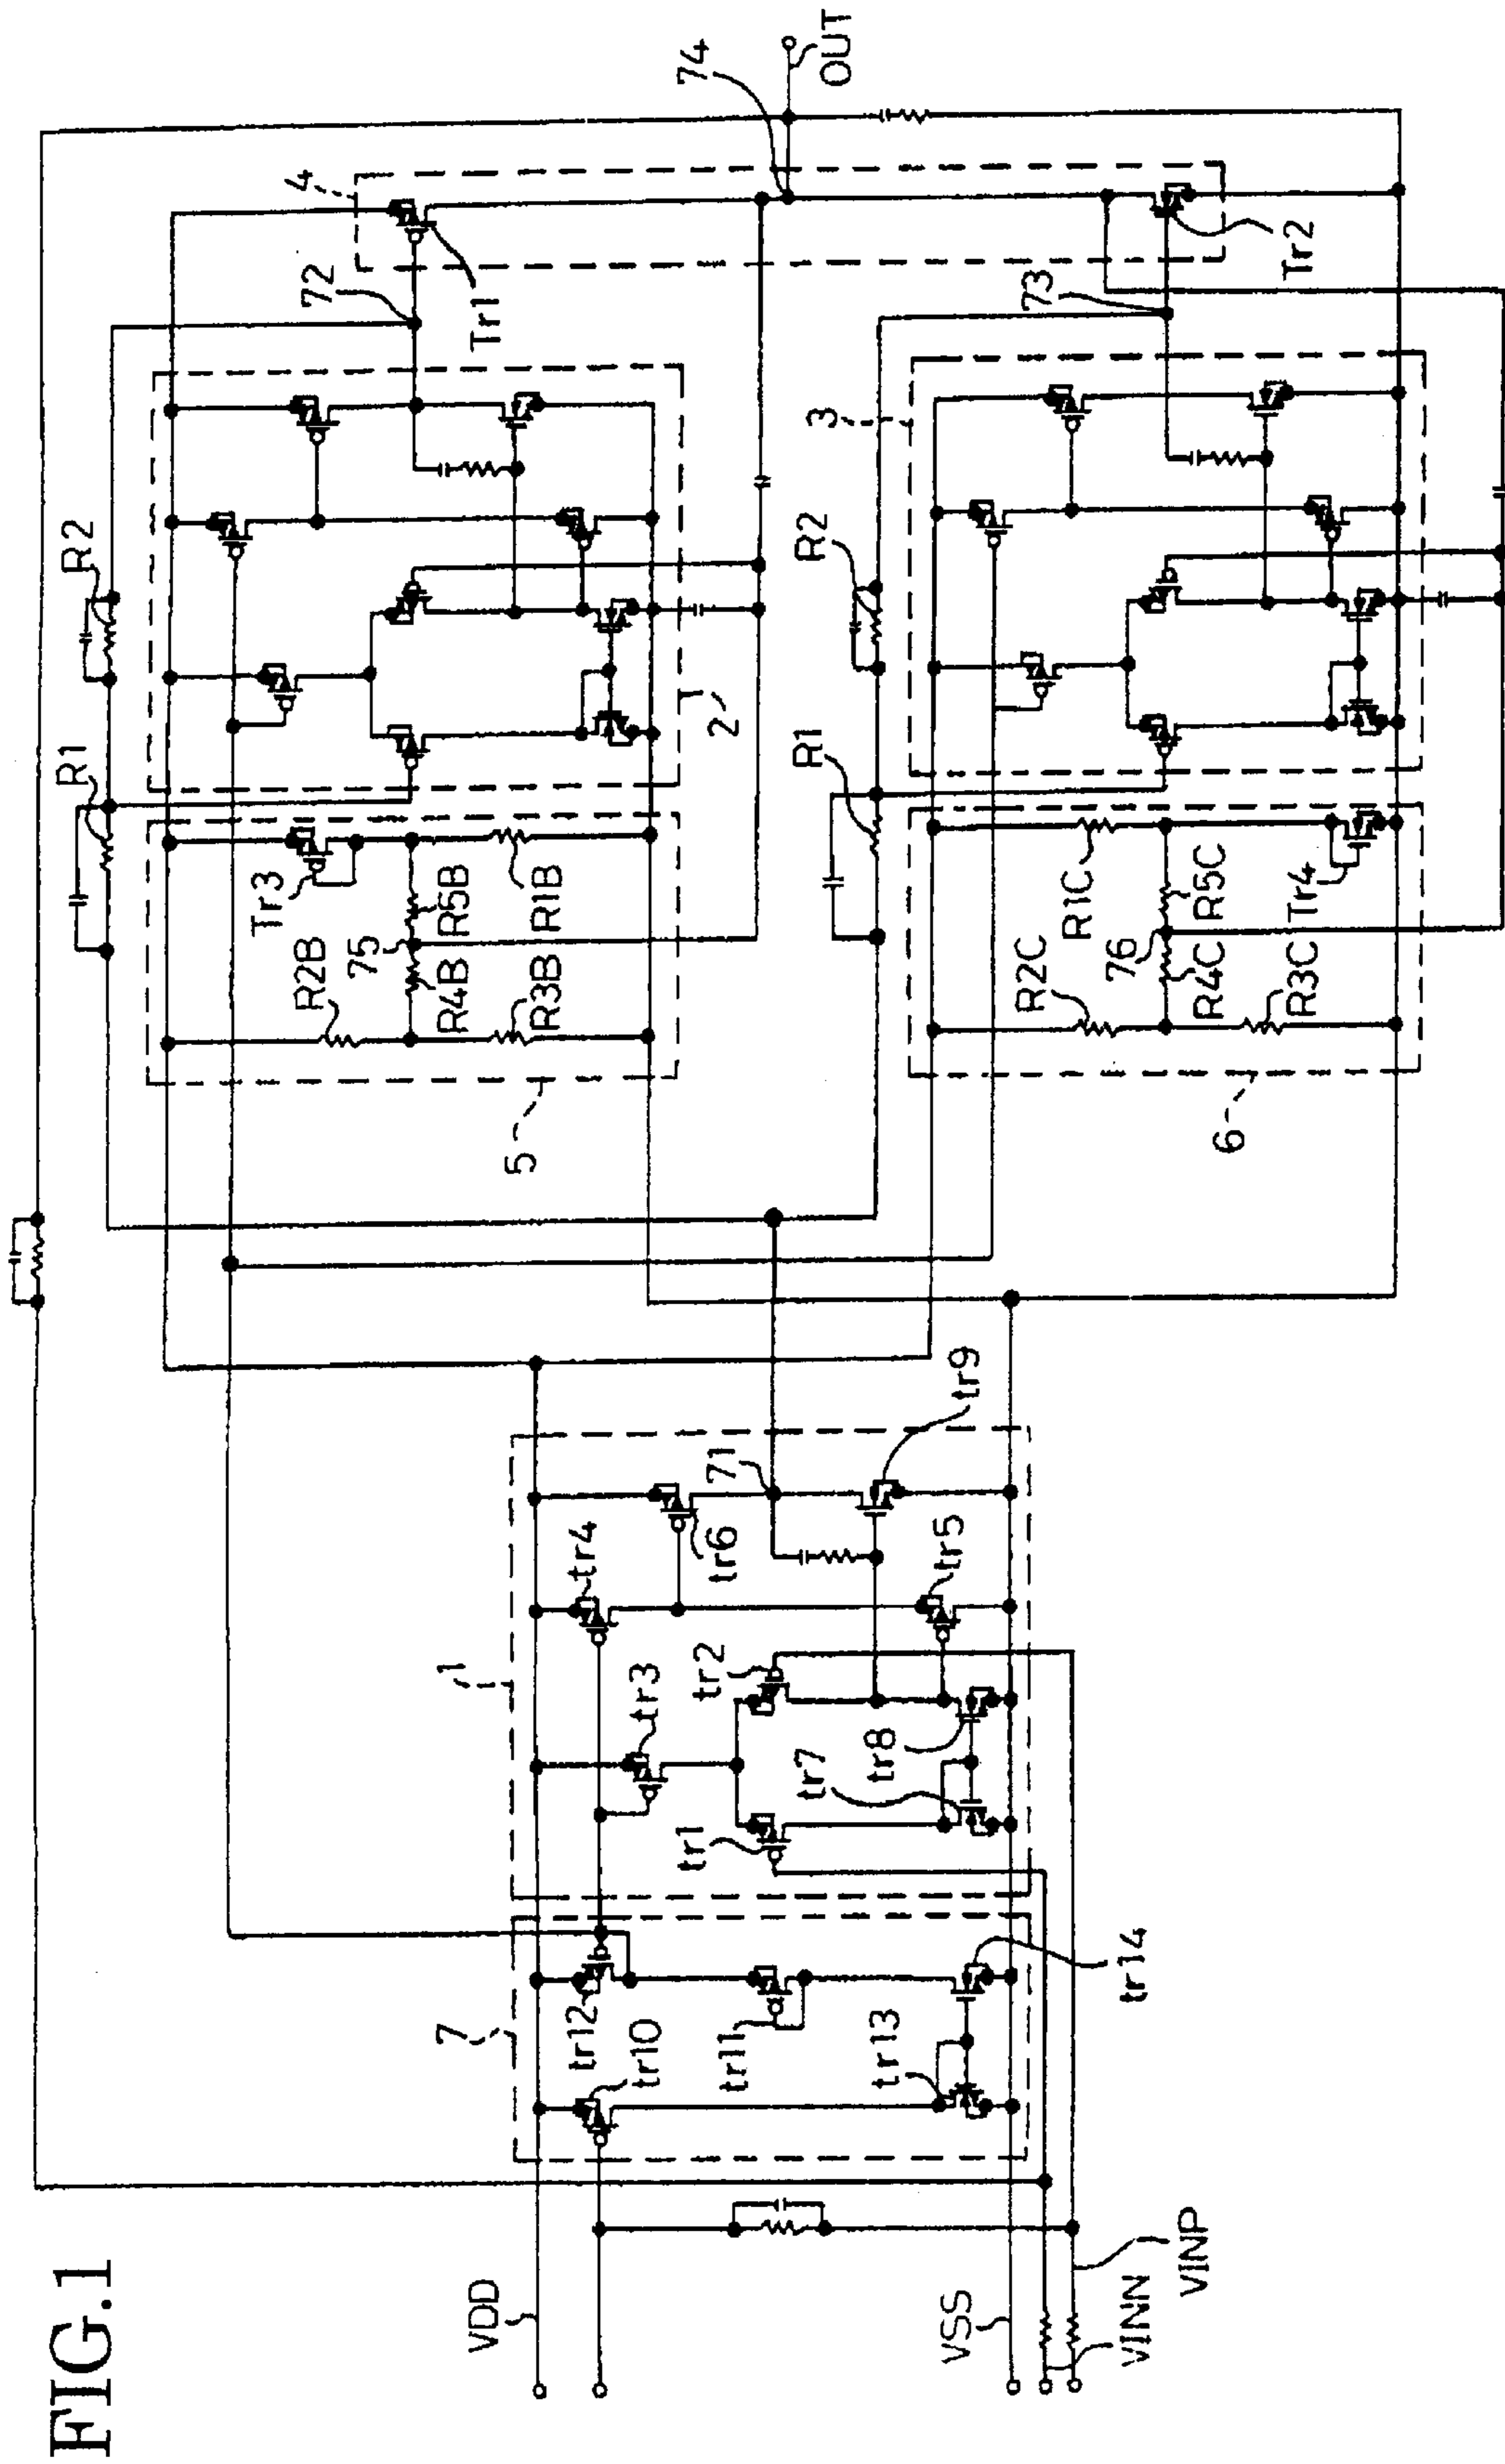 FIG.1
VDD
VSS
VINN
VINP
7
tr12
tr10
tr11
tr13
tr14
1
tr4
tr3
tr2
tr1
tr7
tr8
tr6
tr5
tr9
71
5
R2B
R4B
R3B
75
R5B
R1B
Tr3
R1
R2
2
72
Tr1
4
74
OUT
6
R2C
R4C
R3C
76
R5C
R1C
Tr4
R1
R2
3
73
Tr2